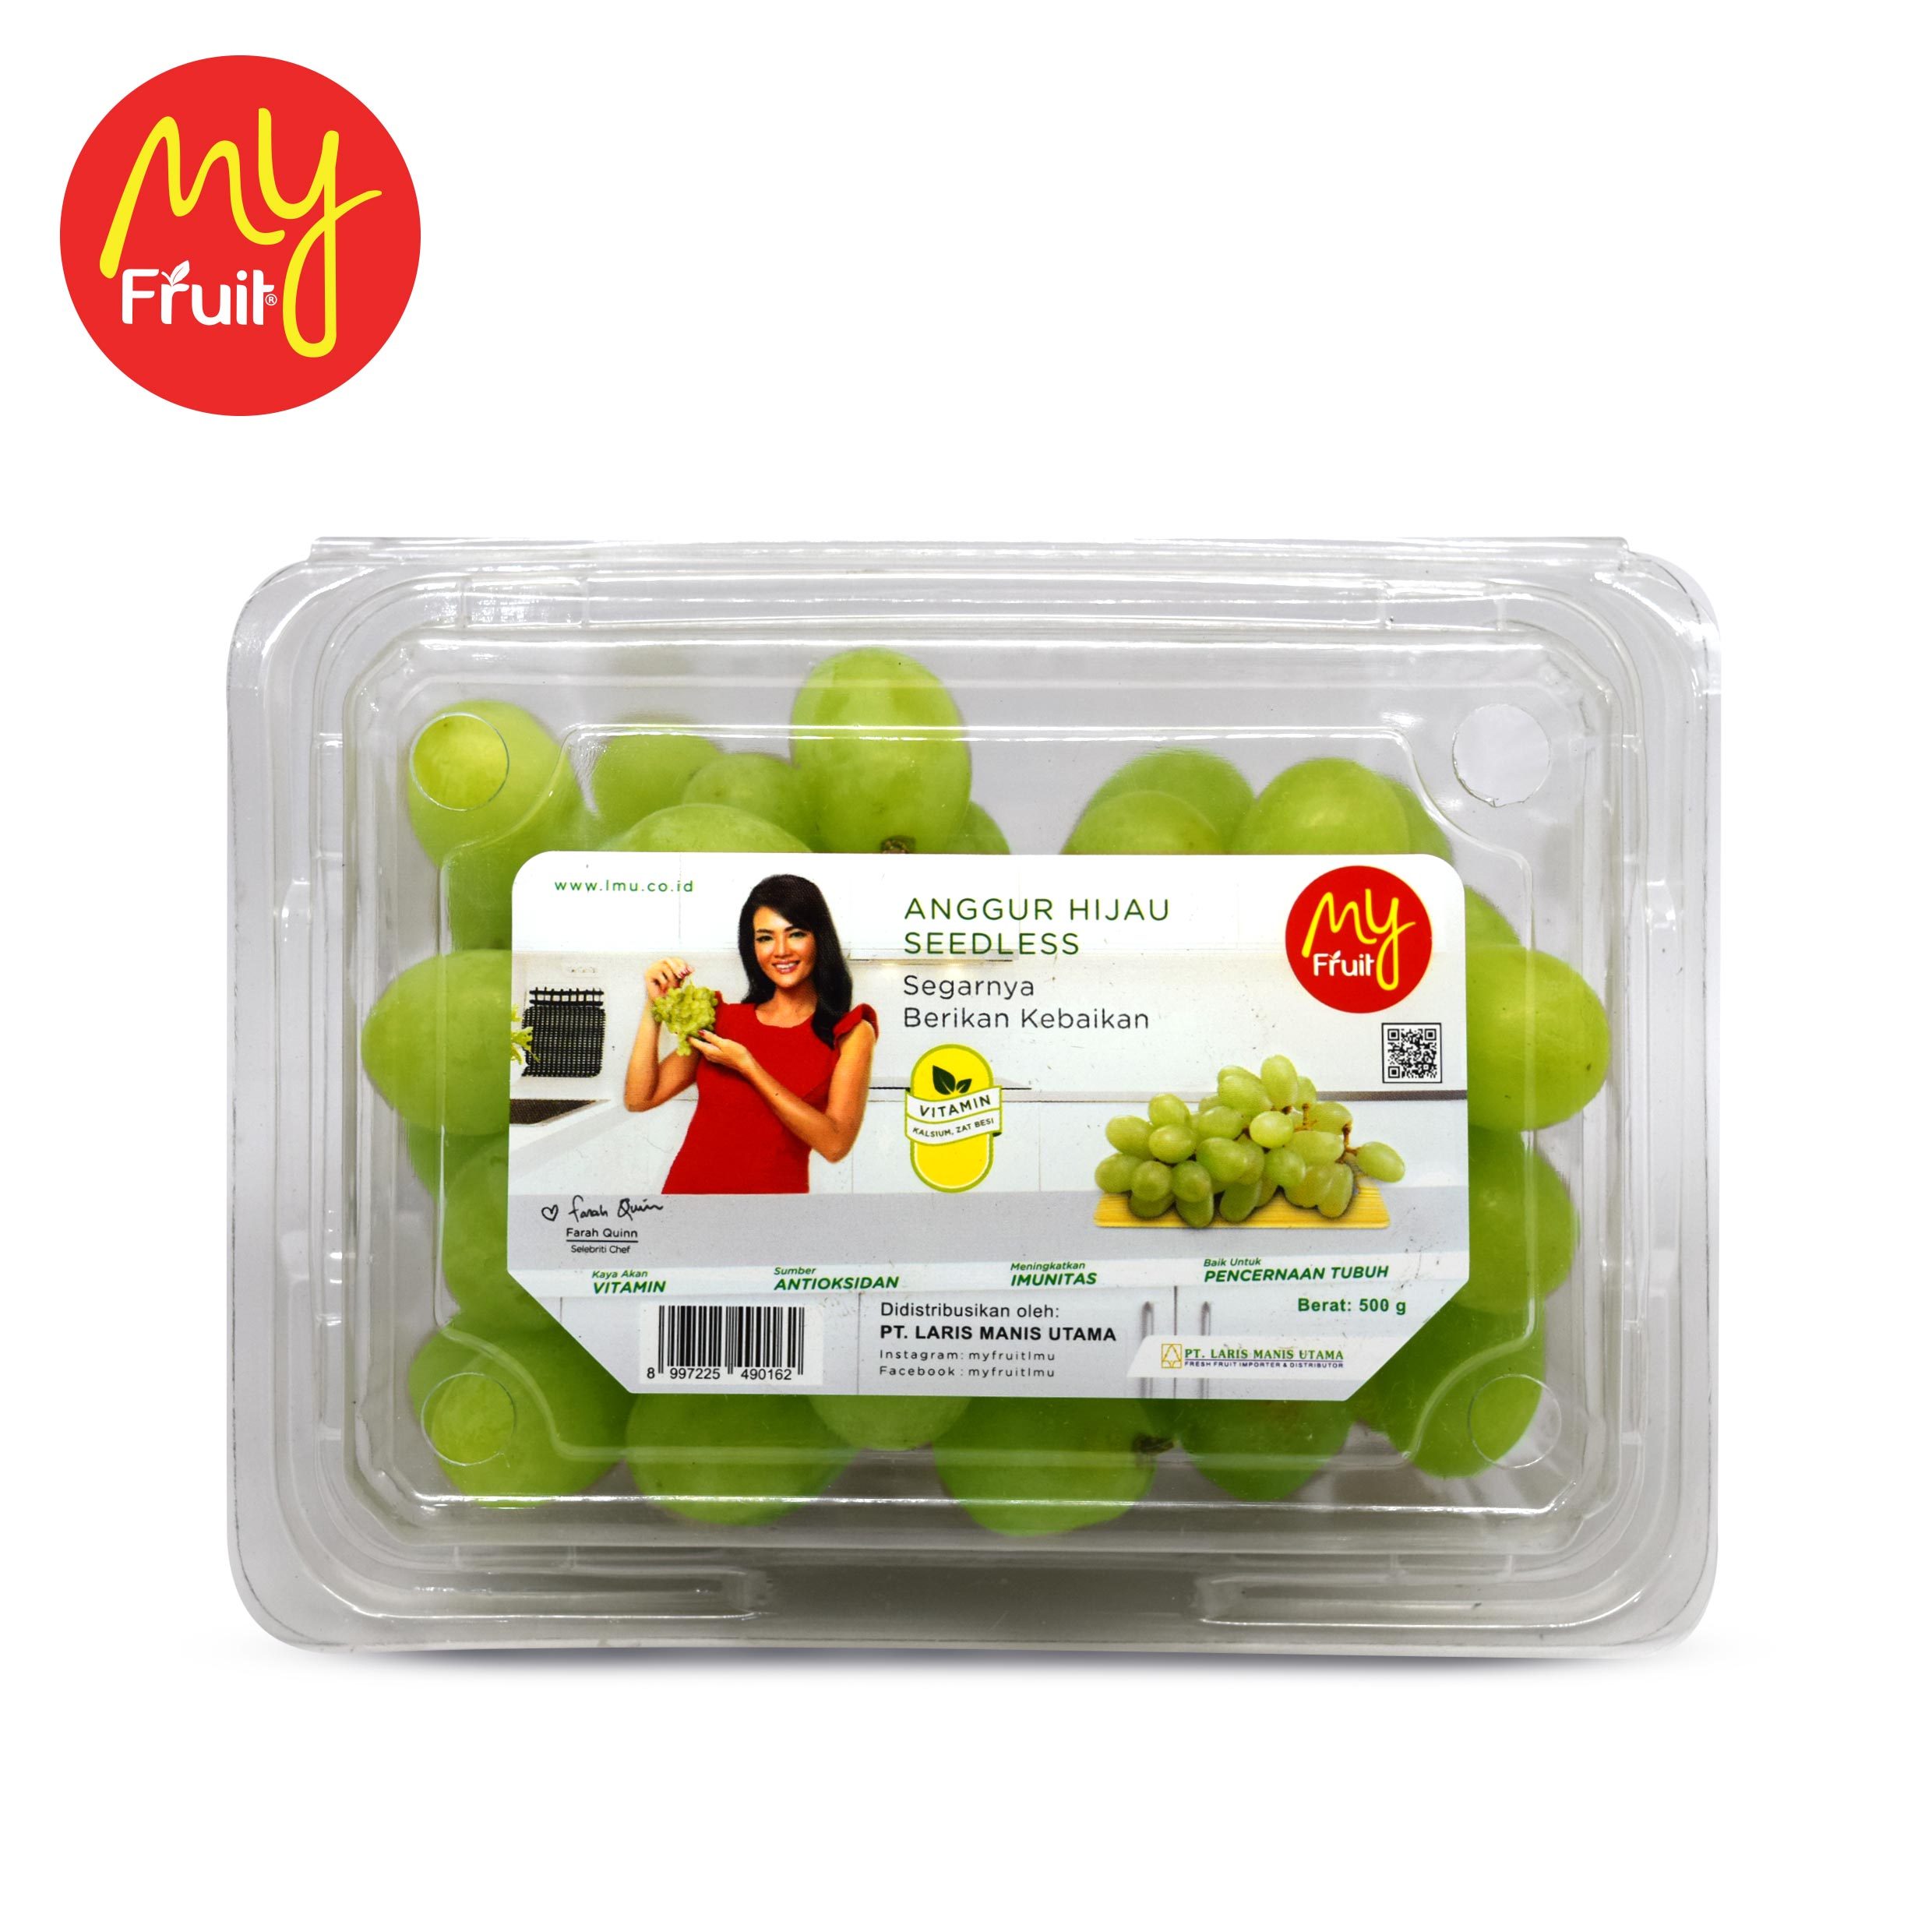 My
Fruit®
www.lmu.co.id
ANGGUR HIJAU
SEEDLESS
Segarnya
Berikan Kebaikan
My
Fruit
VITAMIN
KALSIUM, ZAT BESI
Farah Quinn
Farah Quinn
Selebriti Chef
Kaya Akan
VITAMIN
Sumber
ANTIOKSIDAN
Meningkatkan
IMUNITAS
Baik Untuk
PENCERNAAN TUBUH
Berat: 500 g
8 997225 490162
Didistribusikan oleh:
PT. LARIS MANIS UTAMA
Instagram: myfruitlmu
Facebook : myfruitlmu
PT. LARIS MANIS UTAMA
FRESH FRUIT IMPORTER & DISTRIBUTOR